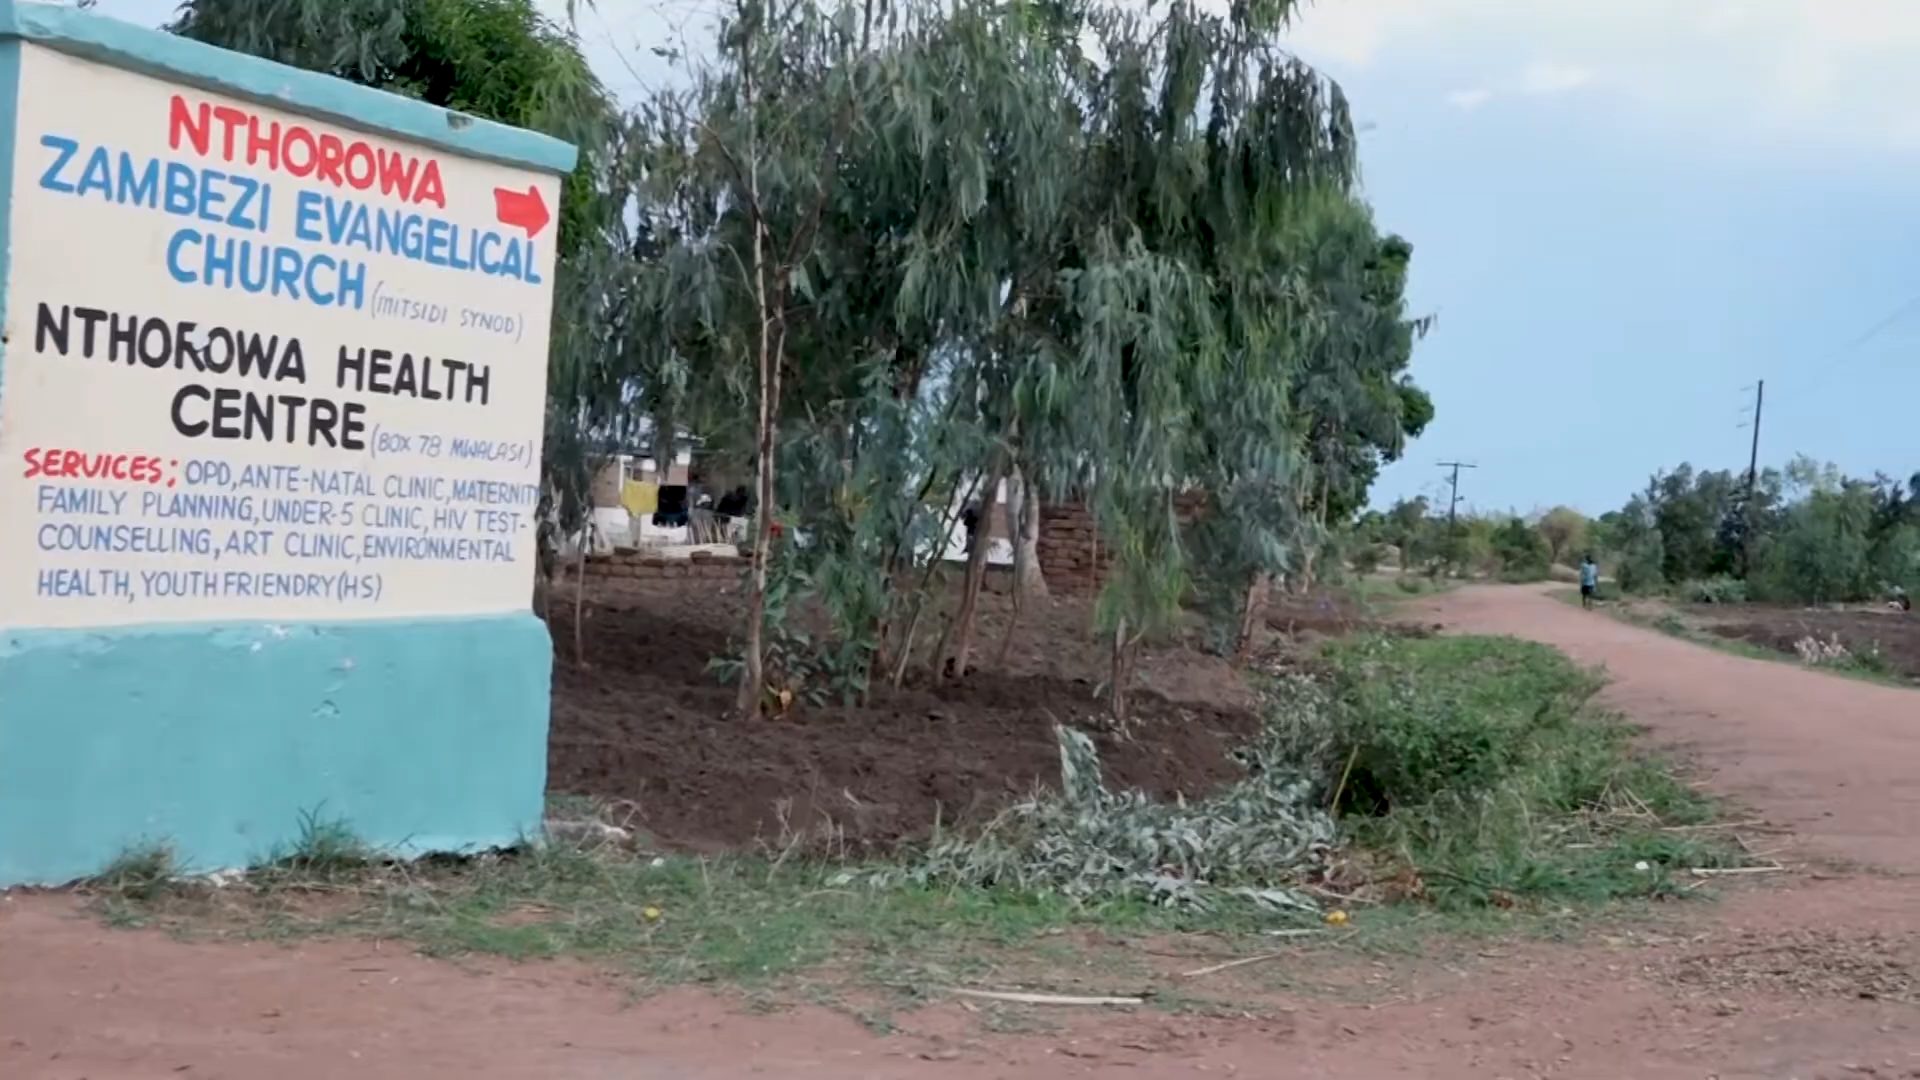 NTHOROWA
ZAMBEZI EVANGELICAL
CHURCH (MITSIDI SYNOD)
NTHOROWA HEALTH
CENTRE (BOX 78 MWALASI)
SERVICES; OPD, ANTE-NATAL CLINIC, MATERNIT
FAMILY PLANNING, UNDER-5 CLINIC, HIV TEST-
COUNSELLING, ART CLINIC, ENVIRONMENTAL
HEALTH, YOUTH FRIENDRY (HS)